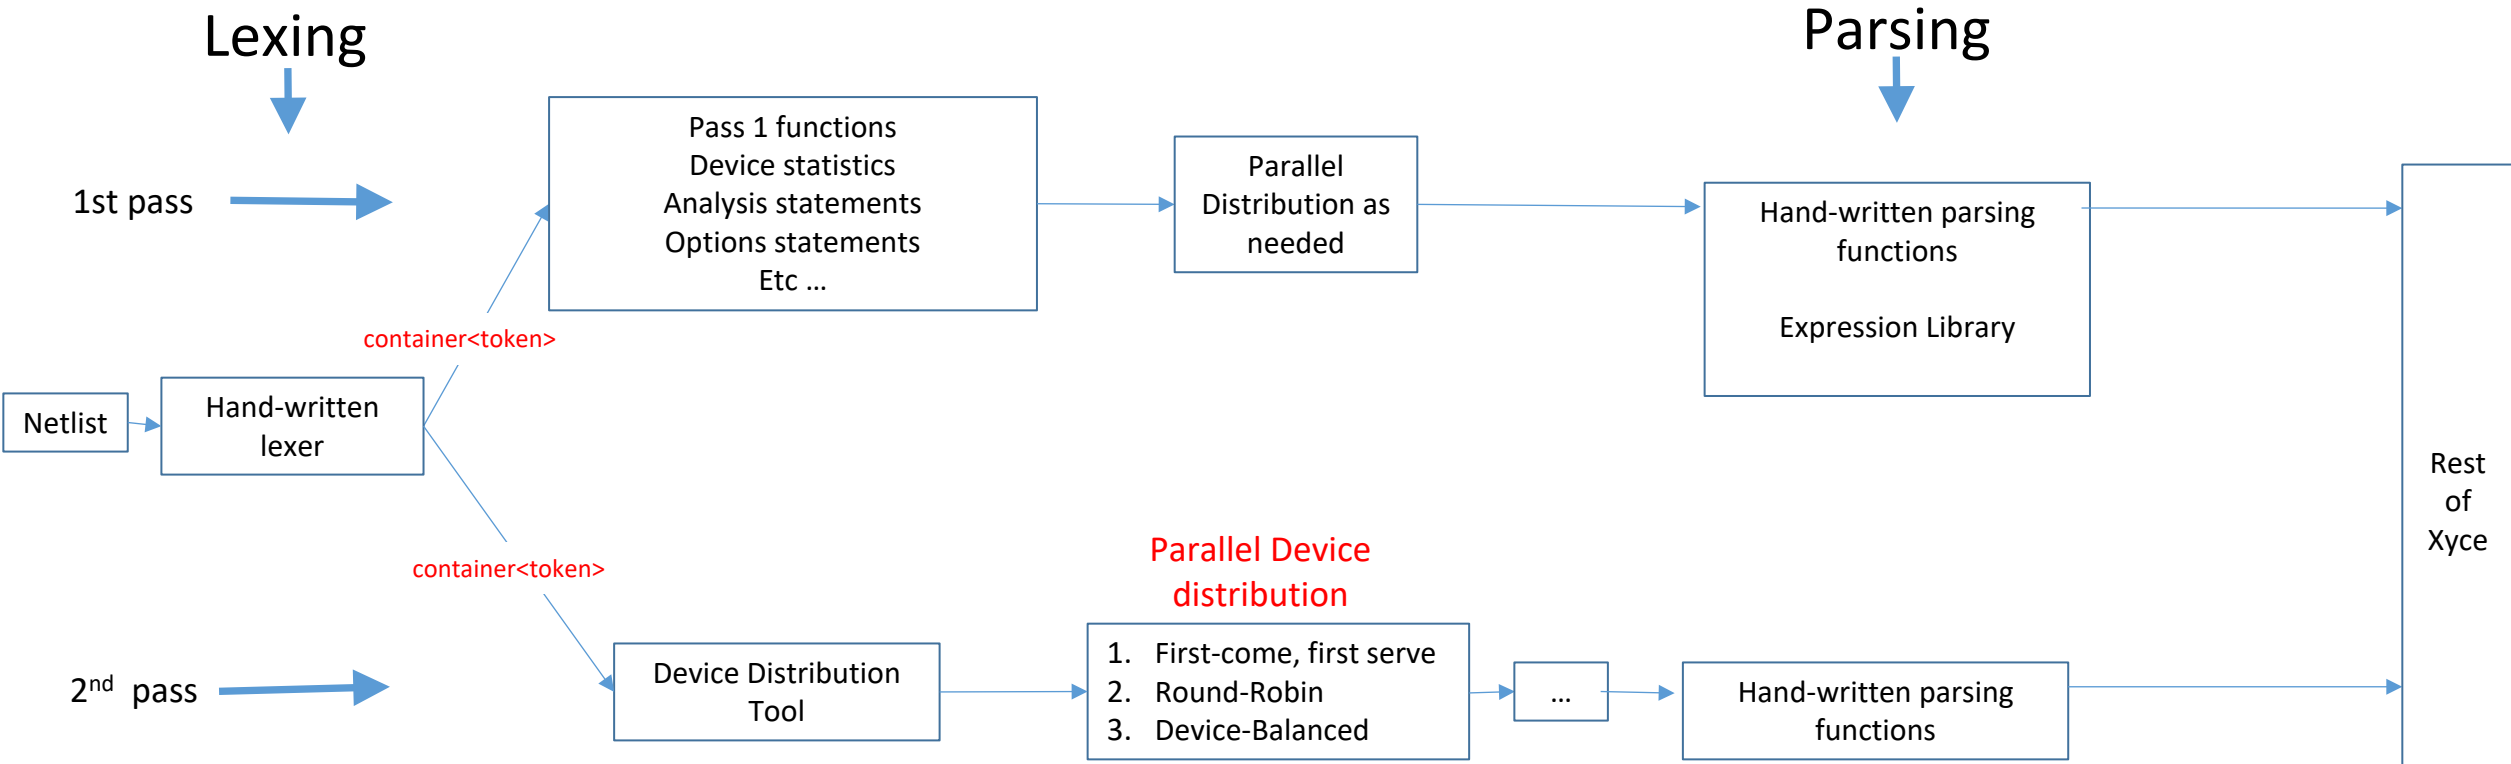 Lexing
Parsing
1st pass
Pass 1 functions
Device statistics
Analysis statements
Options statements
Etc ...
Parallel
Distribution as
needed
Hand-written parsing
functions
Expression Library
container<token>
Netlist
Hand-written
lexer
Rest
of
Xyce
container<token>
Parallel Device
distribution
2nd pass
Device Distribution
Tool
1. First-come, first serve
2. Round-Robin
3. Device-Balanced
...
Hand-written parsing
functions